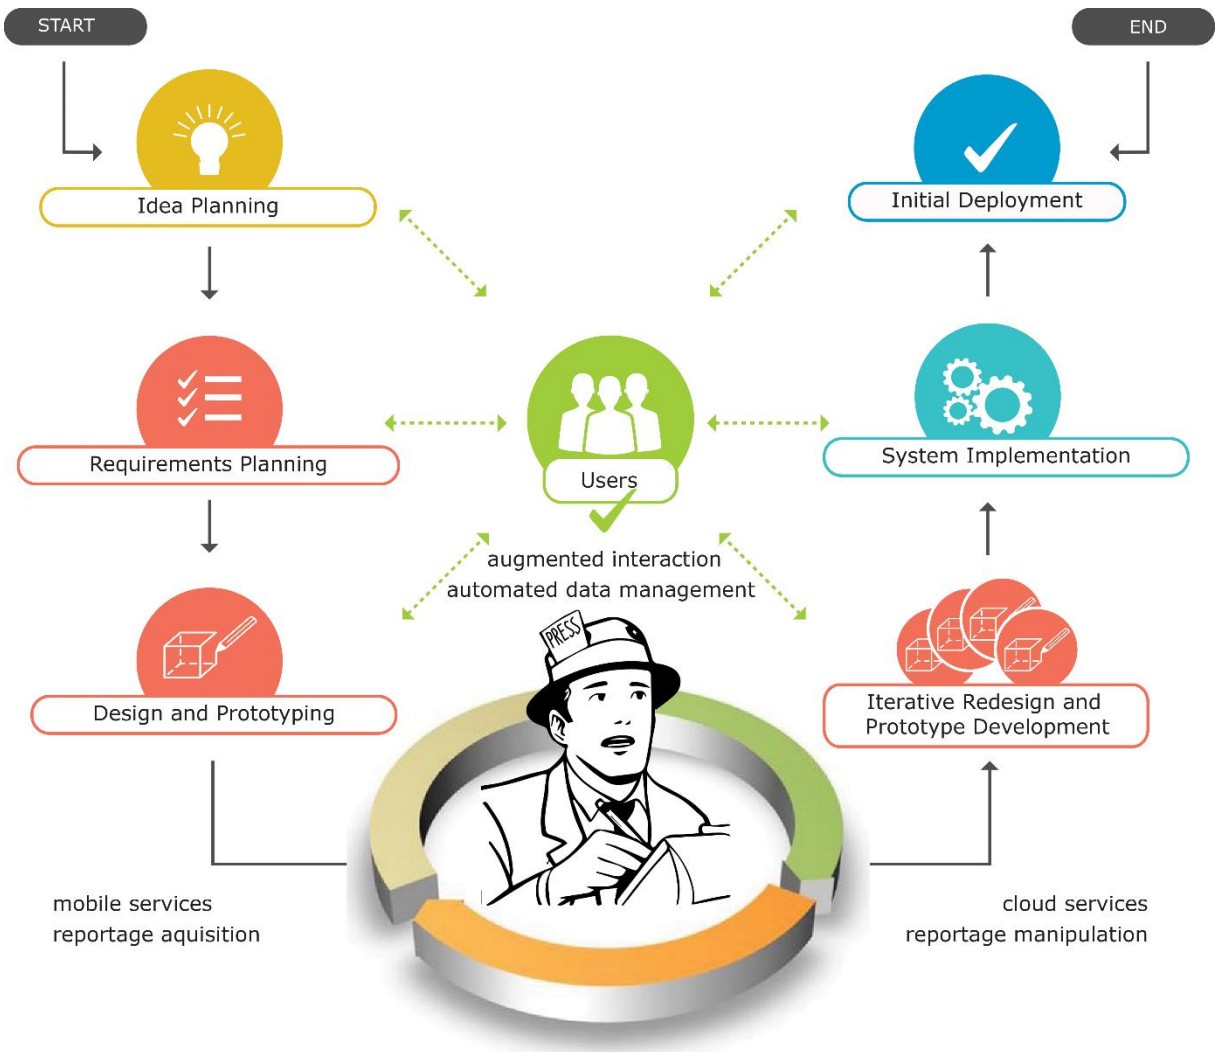 START
END
Idea Planning
Initial Deployment
Requirements Planning
Users
System Implementation
augmented interaction
automated data management
PRESS
Design and Prototyping
Iterative Redesign and
Prototype Development
mobile services
reportage aquisition
cloud services
reportage manipulation